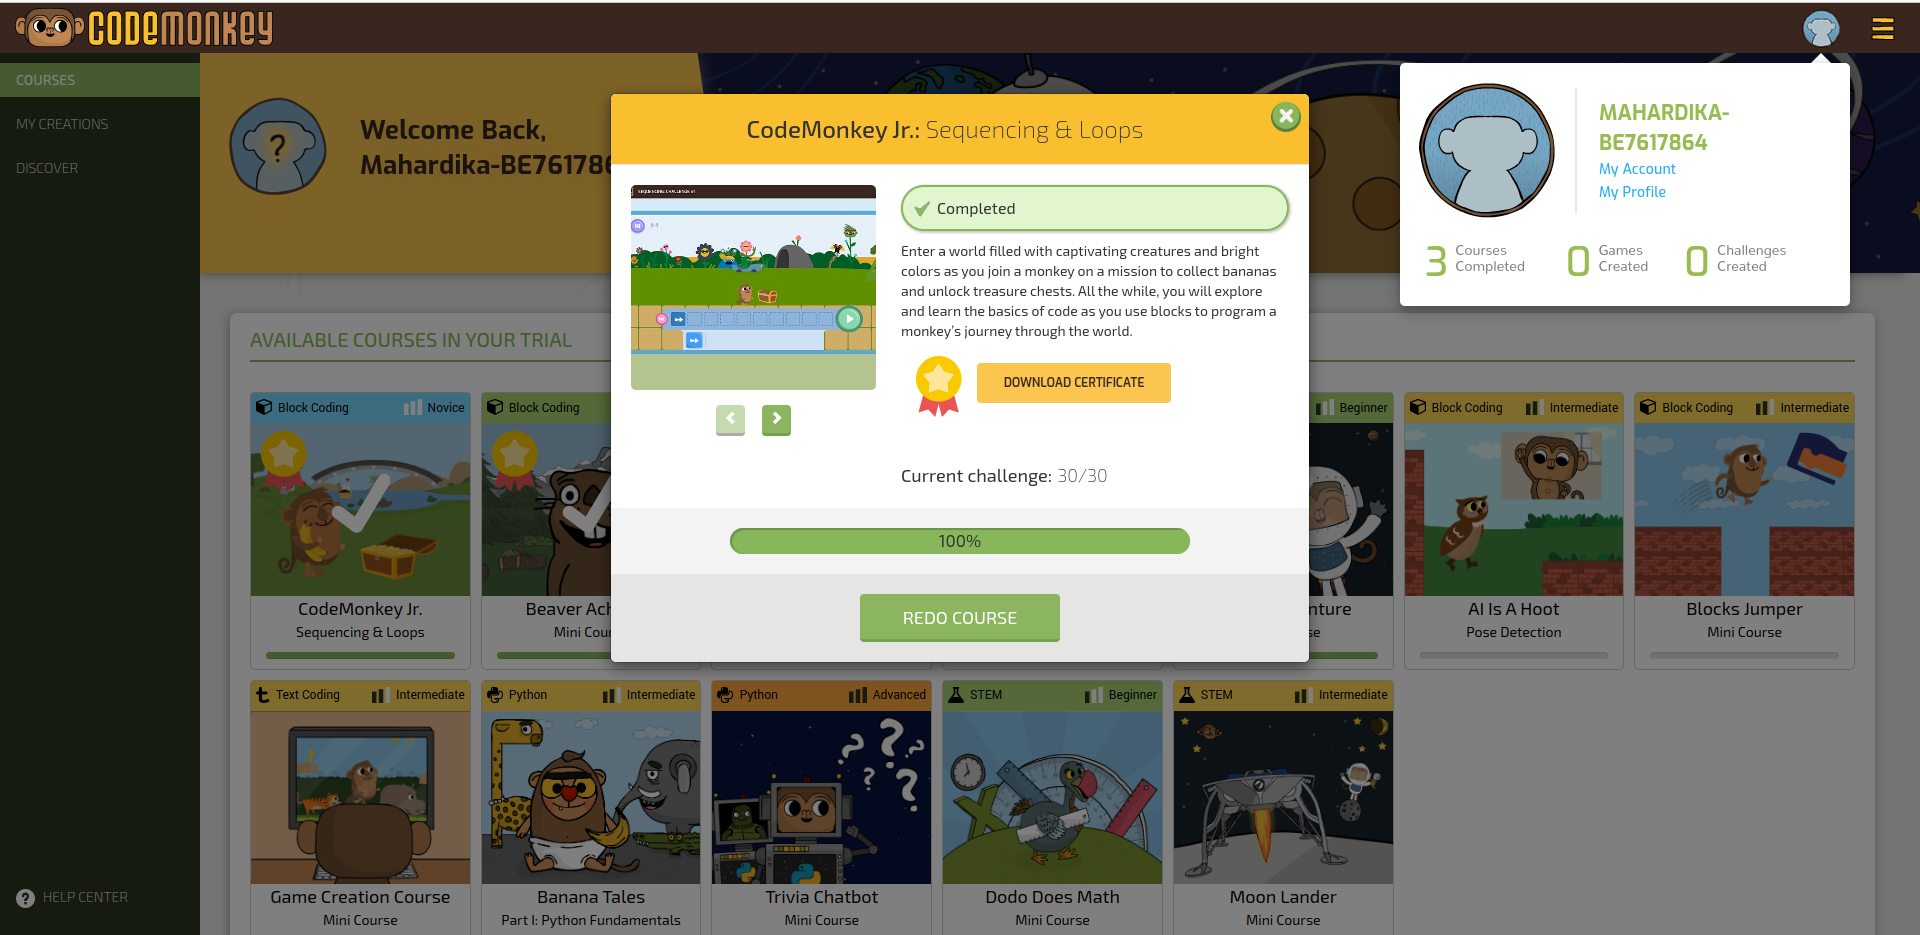 CODEMONKEY
COURSES
MY CREATIONS
DISCOVER
HELP CENTER
Welcome Back,
Mahardika-BE761786
MAHARDIKA-
BE7617864
My Account
My Profile
3 Courses Completed
0 Games Created
0 Challenges Created
CodeMonkey Jr.: Sequencing & Loops
SEQUENCING CHALLENGE #1
Completed
Enter a world filled with captivating creatures and bright
colors as you join a monkey on a mission to collect bananas
and unlock treasure chests. All the while, you will explore
and learn the basics of code as you use blocks to program a
monkey's journey through the world.
DOWNLOAD CERTIFICATE
Current challenge: 30/30
100%
REDO COURSE
AVAILABLE COURSES IN YOUR TRIAL
Block Coding Novice
CodeMonkey Jr.
Sequencing & Loops
Block Coding
Beaver Ach
Mini Cour
Beginner
nture
se
Block Coding Intermediate
AI Is A Hoot
Pose Detection
Block Coding Intermediate
Blocks Jumper
Mini Course
Text Coding Intermediate
Game Creation Course
Mini Course
Python Intermediate
Banana Tales
Part I: Python Fundamentals
Python Advanced
Trivia Chatbot
Mini Course
STEM Beginner
Dodo Does Math
Mini Course
STEM Intermediate
Moon Lander
Mini Course